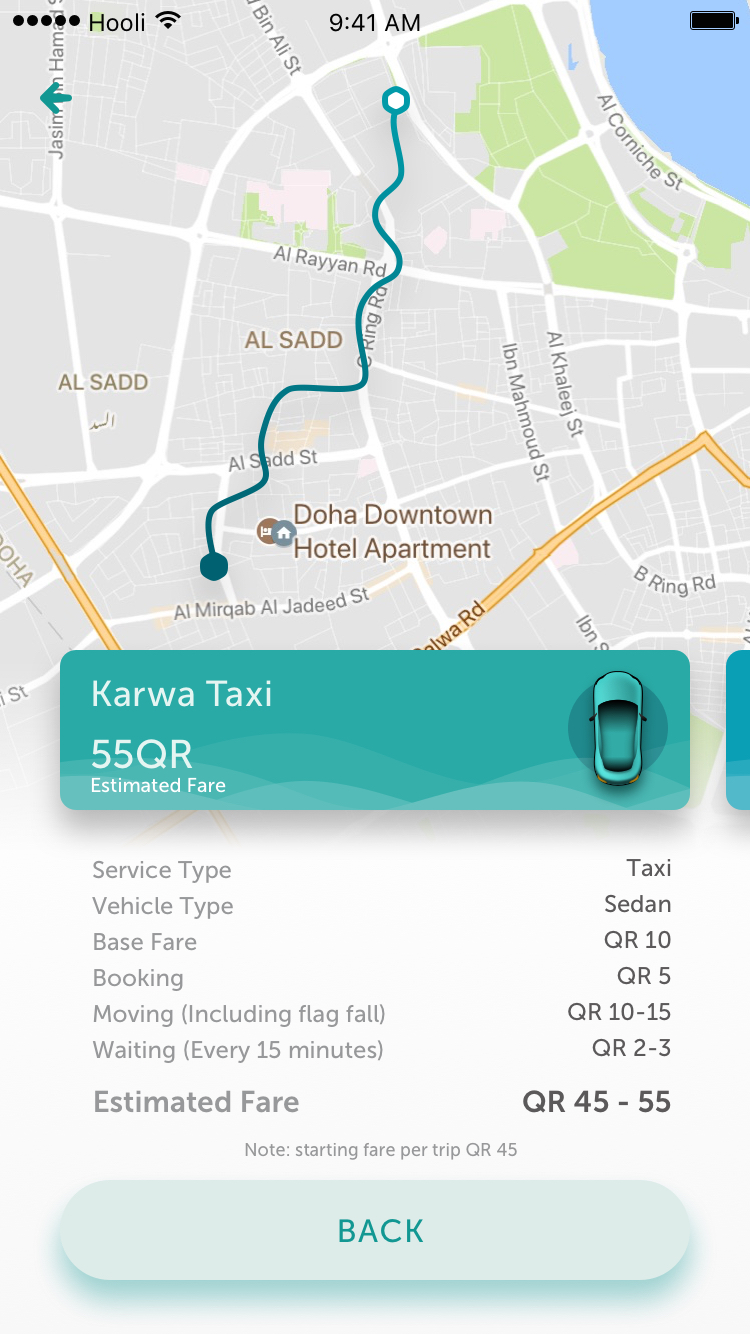 Hooli 9:41 AM
Jasim bin Hamad S
Bin Ali St
Al Corniche St
Al Rayyan Rd
C Ring Rd
AL SADD
AL SADD
السد
Ibn Mahmoud St
Al Khaleej St
Al Sadd St
Doha Downtown
Hotel Apartment
DOHA
B Ring Rd
Al Mirqab Al Jadeed St
Salwa Rd
Ibn S
i St
Karwa Taxi
55QR
Estimated Fare
Service Type Taxi
Vehicle Type Sedan
Base Fare QR 10
Booking QR 5
Moving (Including flag fall) QR 10-15
Waiting (Every 15 minutes) QR 2-3
Estimated Fare QR 45 - 55
Note: starting fare per trip QR 45
BACK